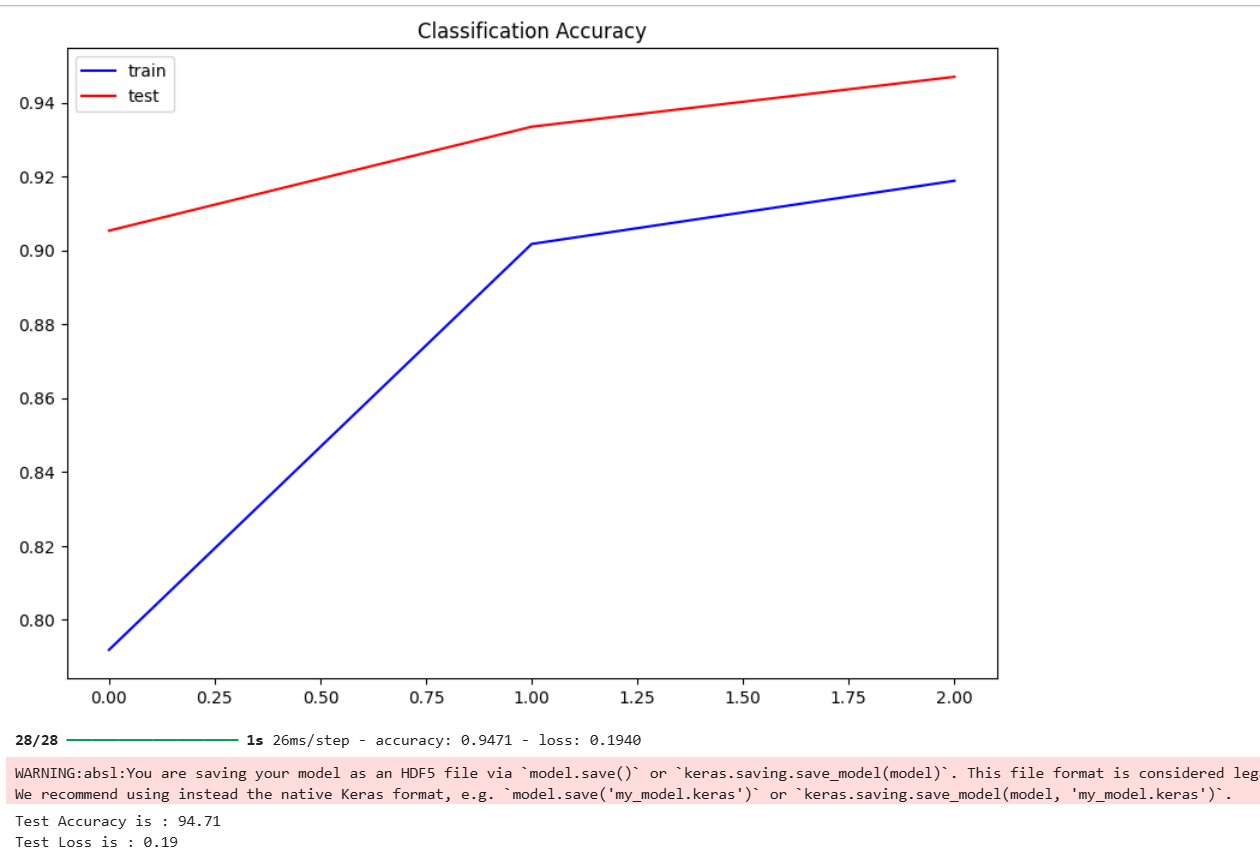 Classification Accuracy
train
test
0.94
0.92
0.90
0.88
0.86
0.84
0.82
0.80
0.00 0.25 0.50 0.75 1.00 1.25 1.50 1.75 2.00
28/28 ━━━━━━━━━━━━━━━━━━━━ 1s 26ms/step - accuracy: 0.9471 - loss: 0.1940
WARNING:absl:You are saving your model as an HDF5 file via `model.save()` or `keras.saving.save_model(model)`. This file format is considered leg
We recommend using instead the native Keras format, e.g. `model.save('my_model.keras')` or `keras.saving.save_model(model, 'my_model.keras')`.
Test Accuracy is : 94.71
Test Loss is : 0.19